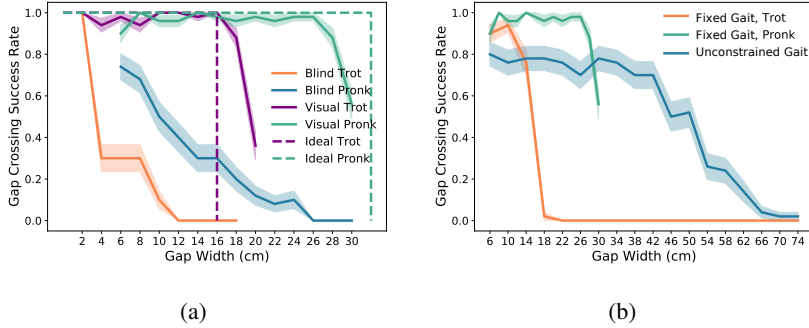 Gap Crossing Success Rate
1.0
0.8
0.6
0.4
0.2
0.0
Blind Trot
Blind Pronk
Visual Trot
Visual Pronk
Ideal Trot
Ideal Pronk
2 4 6 8 10 12 14 16 18 20 22 24 26 28 30
Gap Width (cm)
(a)
Gap Crossing Success Rate
1.0
0.8
0.6
0.4
0.2
0.0
Fixed Gait, Trot
Fixed Gait, Pronk
Unconstrained Gait
6 10 14 18 22 26 30 34 38 42 46 50 54 58 62 66 70 74
Gap Width (cm)
(b)